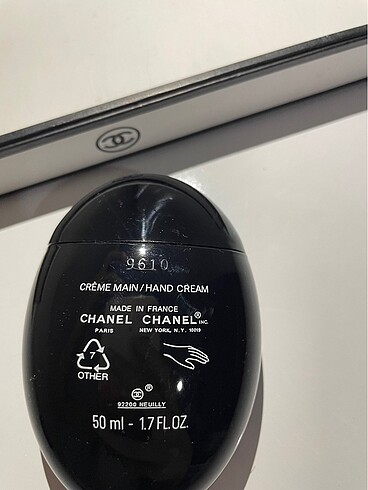 9610
CRÈME MAIN / HAND CREAM
MADE IN FRANCE
CHANEL CHANEL® INC.
PARIS NEW YORK, N.Y. 10019
7
OTHER
®
92200 NEUILLY
50 ml - 1.7 FL.OZ.